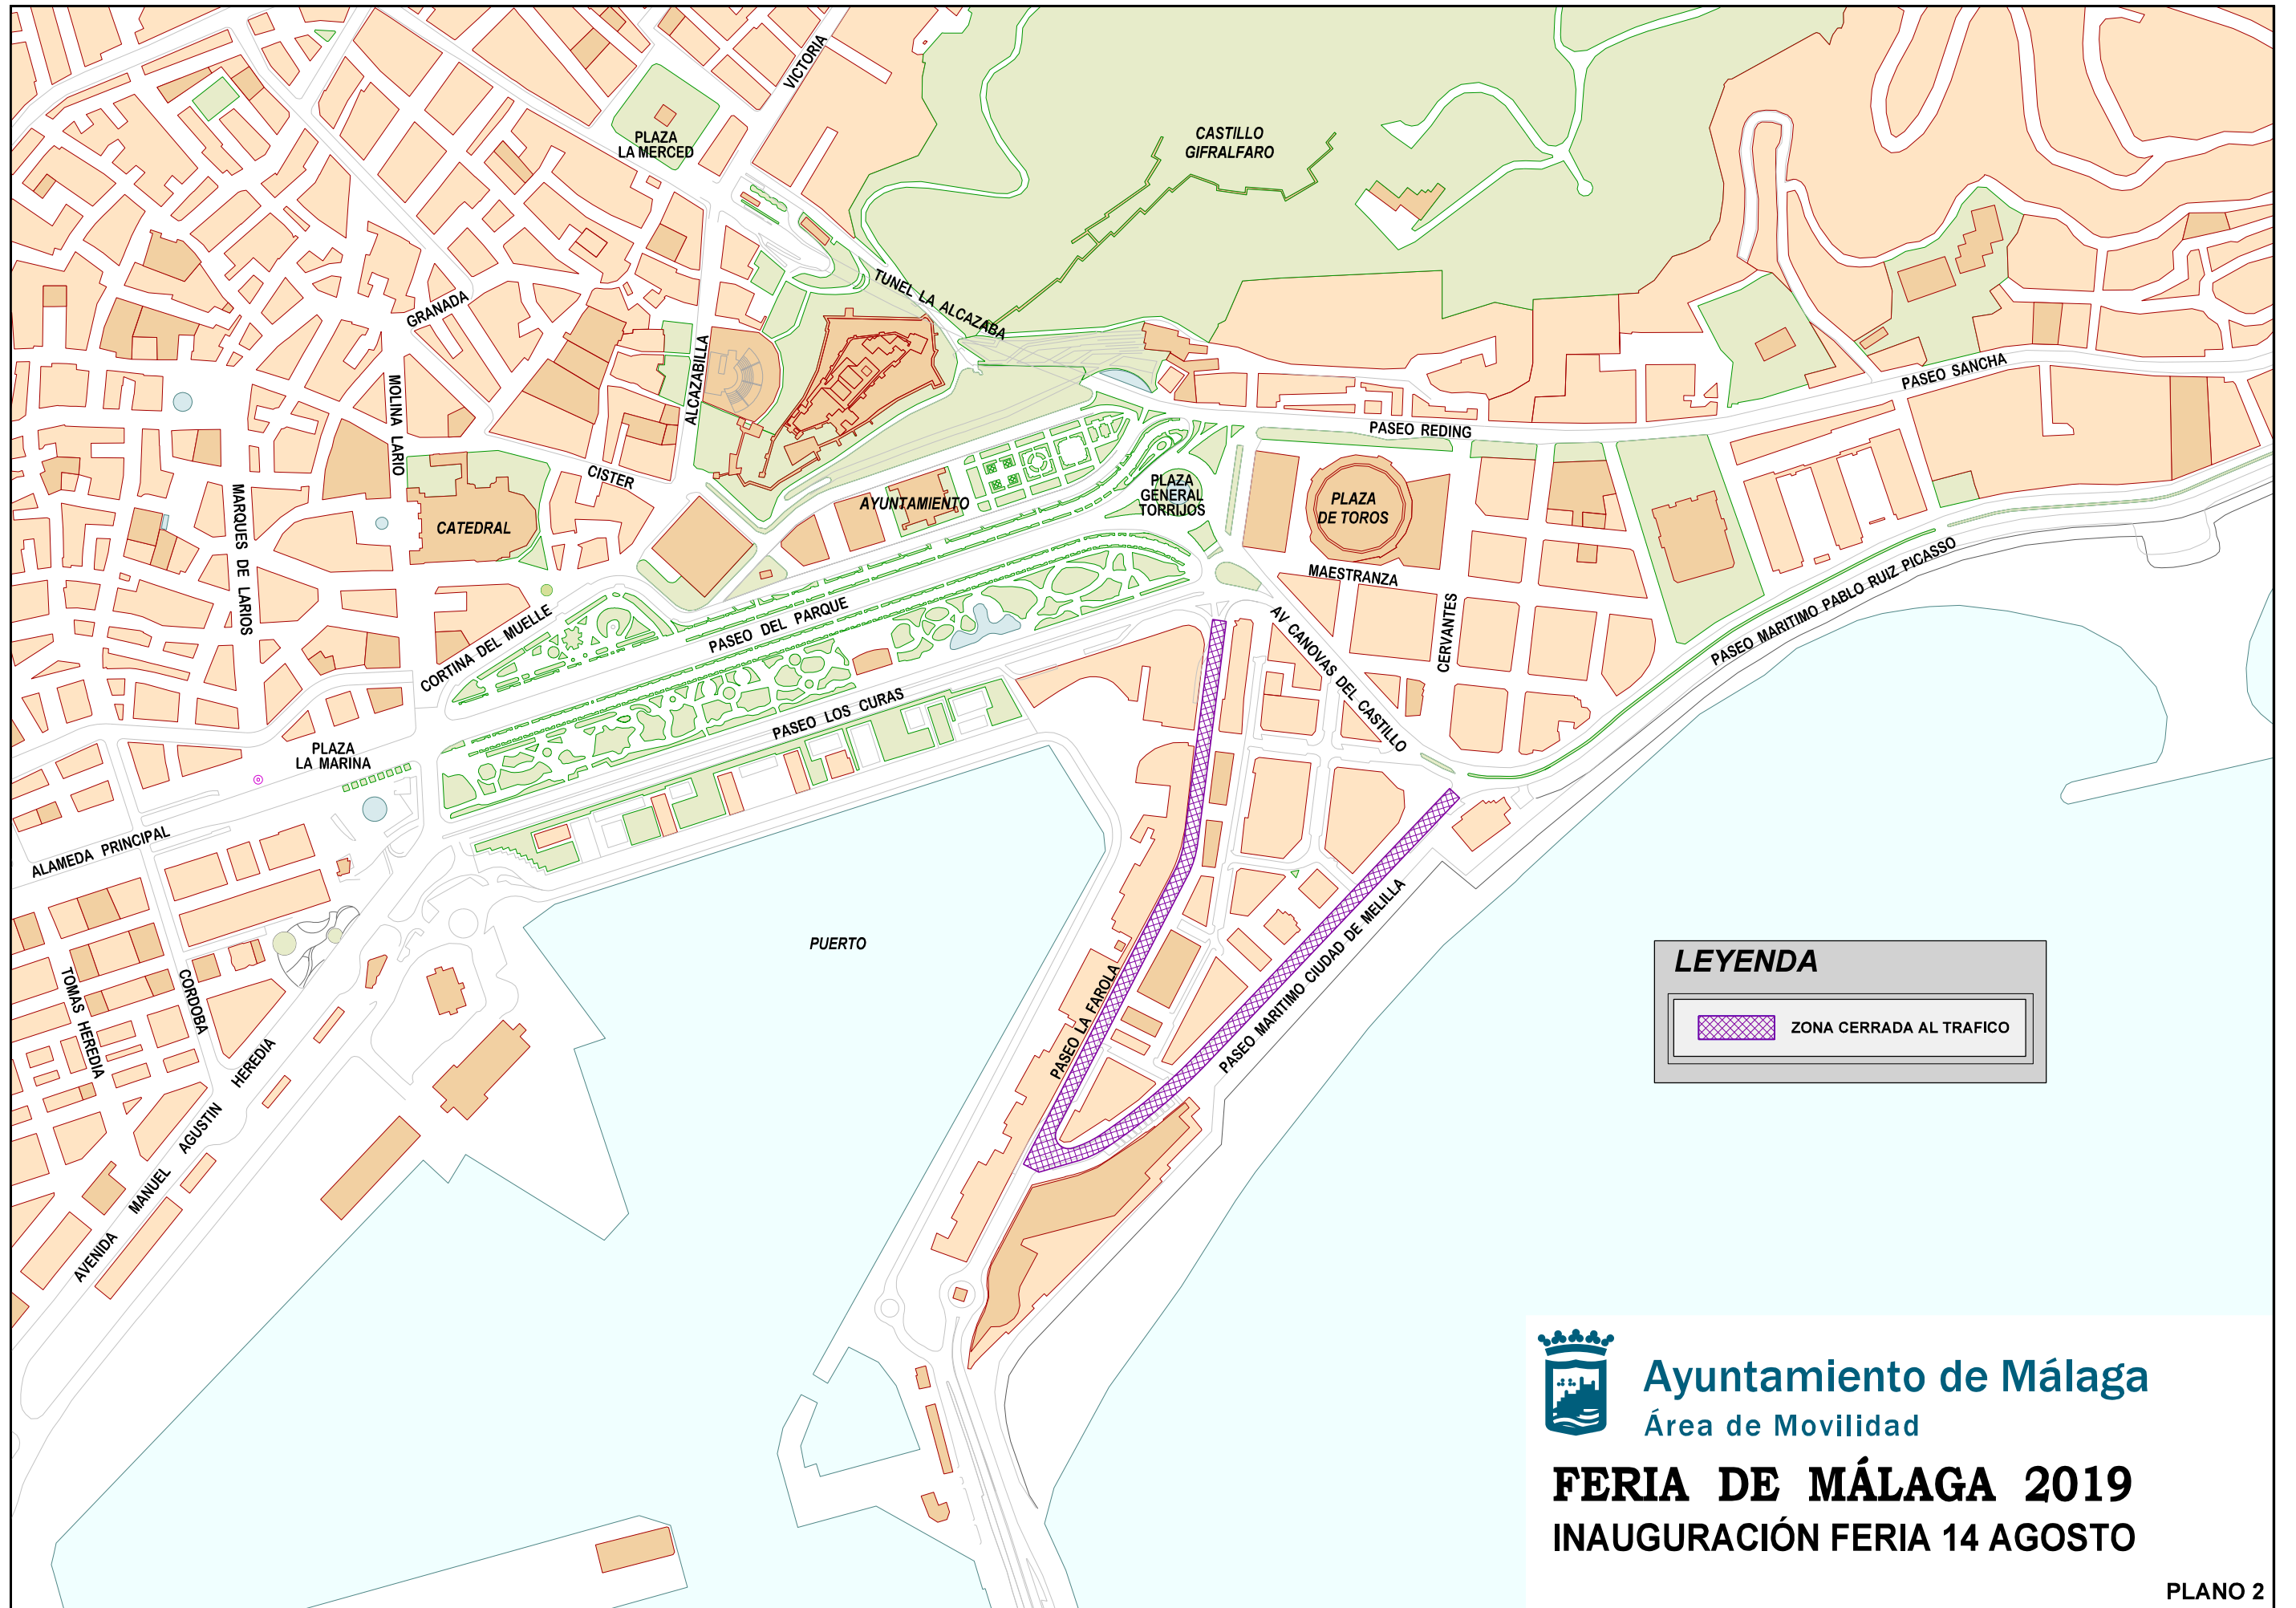 VICTORIA
PLAZA
LA MERCED
CASTILLO
GIFRALFARO
TUNEL LA ALCAZABA
GRANADA
ALCAZABILLA
MOLINA LARIO
PASEO SANCHA
PASEO REDING
CISTER
MARQUES DE LARIOS
CATEDRAL
AYUNTAMIENTO
PLAZA
GENERAL
TORRIJOS
PLAZA
DE TOROS
MAESTRANZA
CERVANTES
PASEO MARITIMO PABLO RUIZ PICASSO
CORTINA DEL MUELLE
PASEO DEL PARQUE
AV CANOVAS DEL CASTILLO
PASEO LOS CURAS
PLAZA
LA MARINA
ALAMEDA PRINCIPAL
PUERTO
TOMAS HEREDIA
CORDOBA
PASEO LA FAROLA
PASEO MARITIMO CIUDAD DE MELILLA
AVENIDA MANUEL AGUSTIN HEREDIA
LEYENDA
ZONA CERRADA AL TRAFICO
Ayuntamiento de Málaga
Área de Movilidad
FERIA DE MÁLAGA 2019
INAUGURACIÓN FERIA 14 AGOSTO
PLANO 2